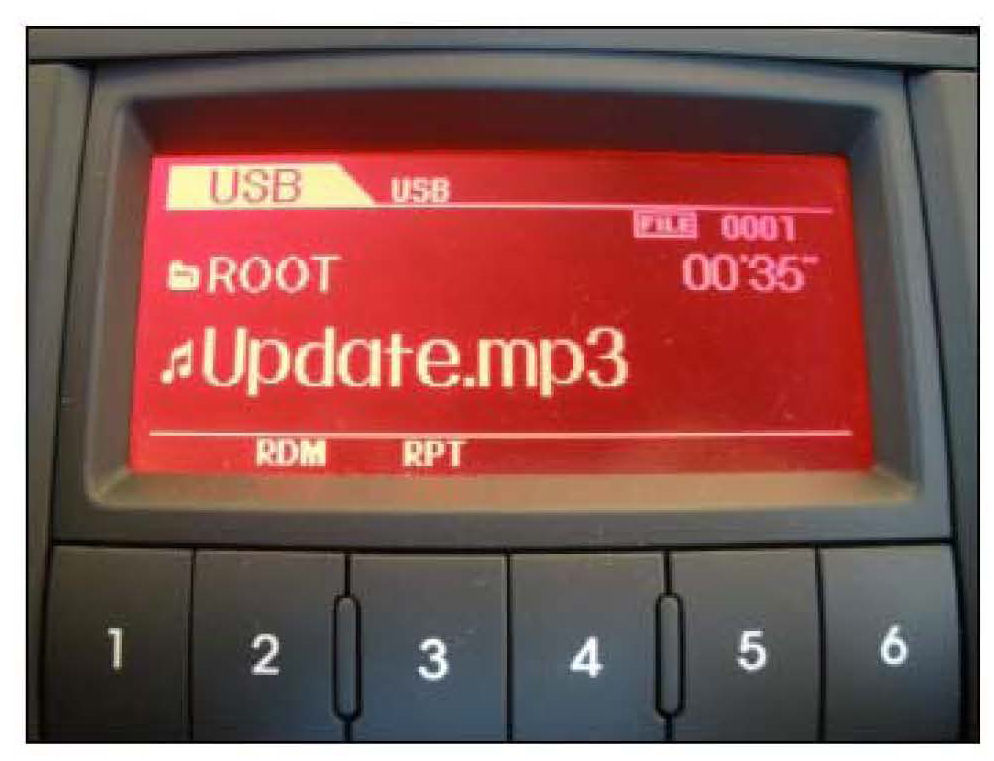 USB USB
FILE 0001
ROOT 00'35"
Update.mp3
RDM RPT
1 2 3 4 5 6